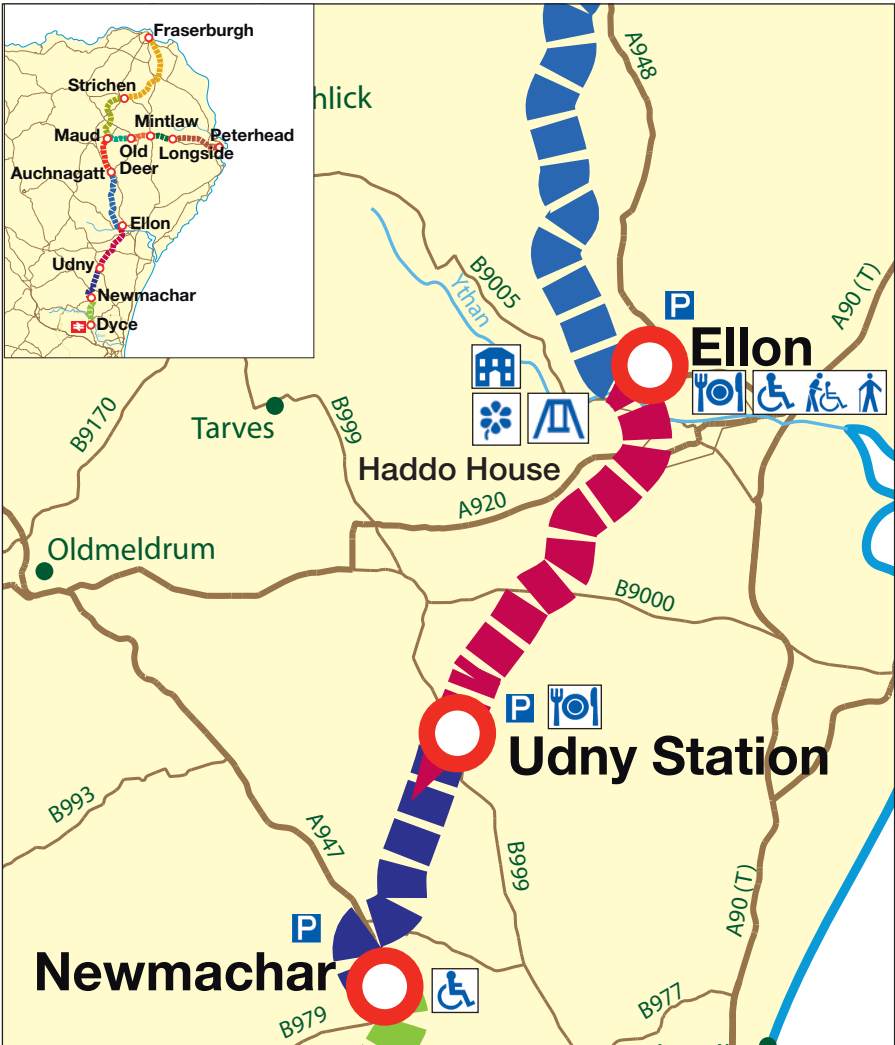 Fraserburgh
Strichen
Mintlaw
Maud
Peterhead
Old
Deer
Longside
Auchnagatt
Ellon
Udny
Newmachar
Dyce
A948
hlick
B9005
Ythan
A90 (T)
P
Ellon
Tarves
B9170
B999
Haddo House
A920
Oldmeldrum
B9000
P
Udny Station
B993
A947
B999
A90 (T)
P
Newmachar
B979
B977